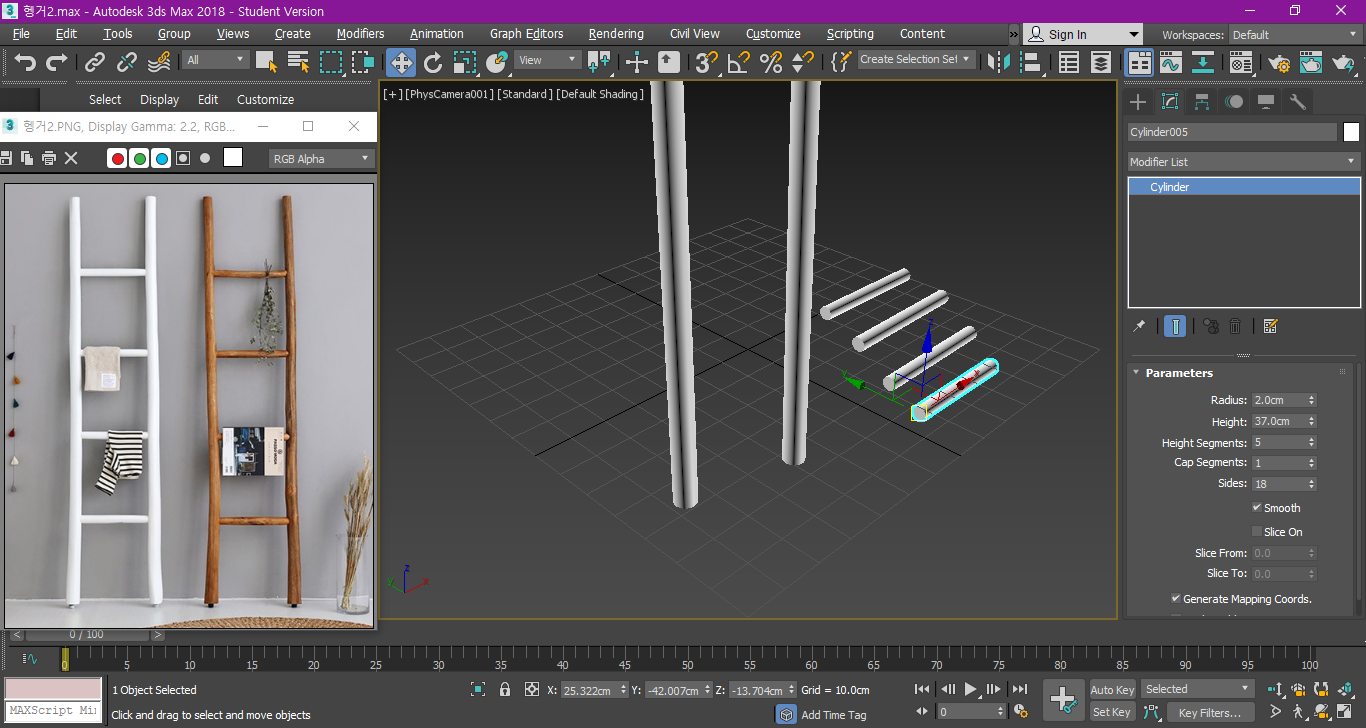 행거2.max - Autodesk 3ds Max 2018 - Student Version
File Edit Tools Group Views Create Modifiers Animation Graph Editors Rendering Civil View Customize Scripting Content
» Sign In Workspaces: Default
All View Create Selection Set
Select Display Edit Customize
행거2.PNG, Display Gamma: 2.2, RGB...
RGB Alpha
[+] [PhysCamera001] [Standard] [Default Shading]
Cylinder005
Modifier List
Cylinder
Parameters
Radius: 2.0cm
Height: 37.0cm
Height Segments: 5
Cap Segments: 1
Sides: 18
Smooth
Slice On
Slice From: 0.0
Slice To: 0.0
Generate Mapping Coords.
z
x
z
x
y
< 0 / 100 >
0 5 10 15 20 25 30 35 40 45 50 55 60 65 70 75 80 85 90 95 100
1 Object Selected
X: 25.322cm Y: -42.007cm Z: -13.704cm Grid = 10.0cm
Auto Key Selected
MAXScript Mi
Click and drag to select and move objects
Add Time Tag
0
Set Key Key Filters...